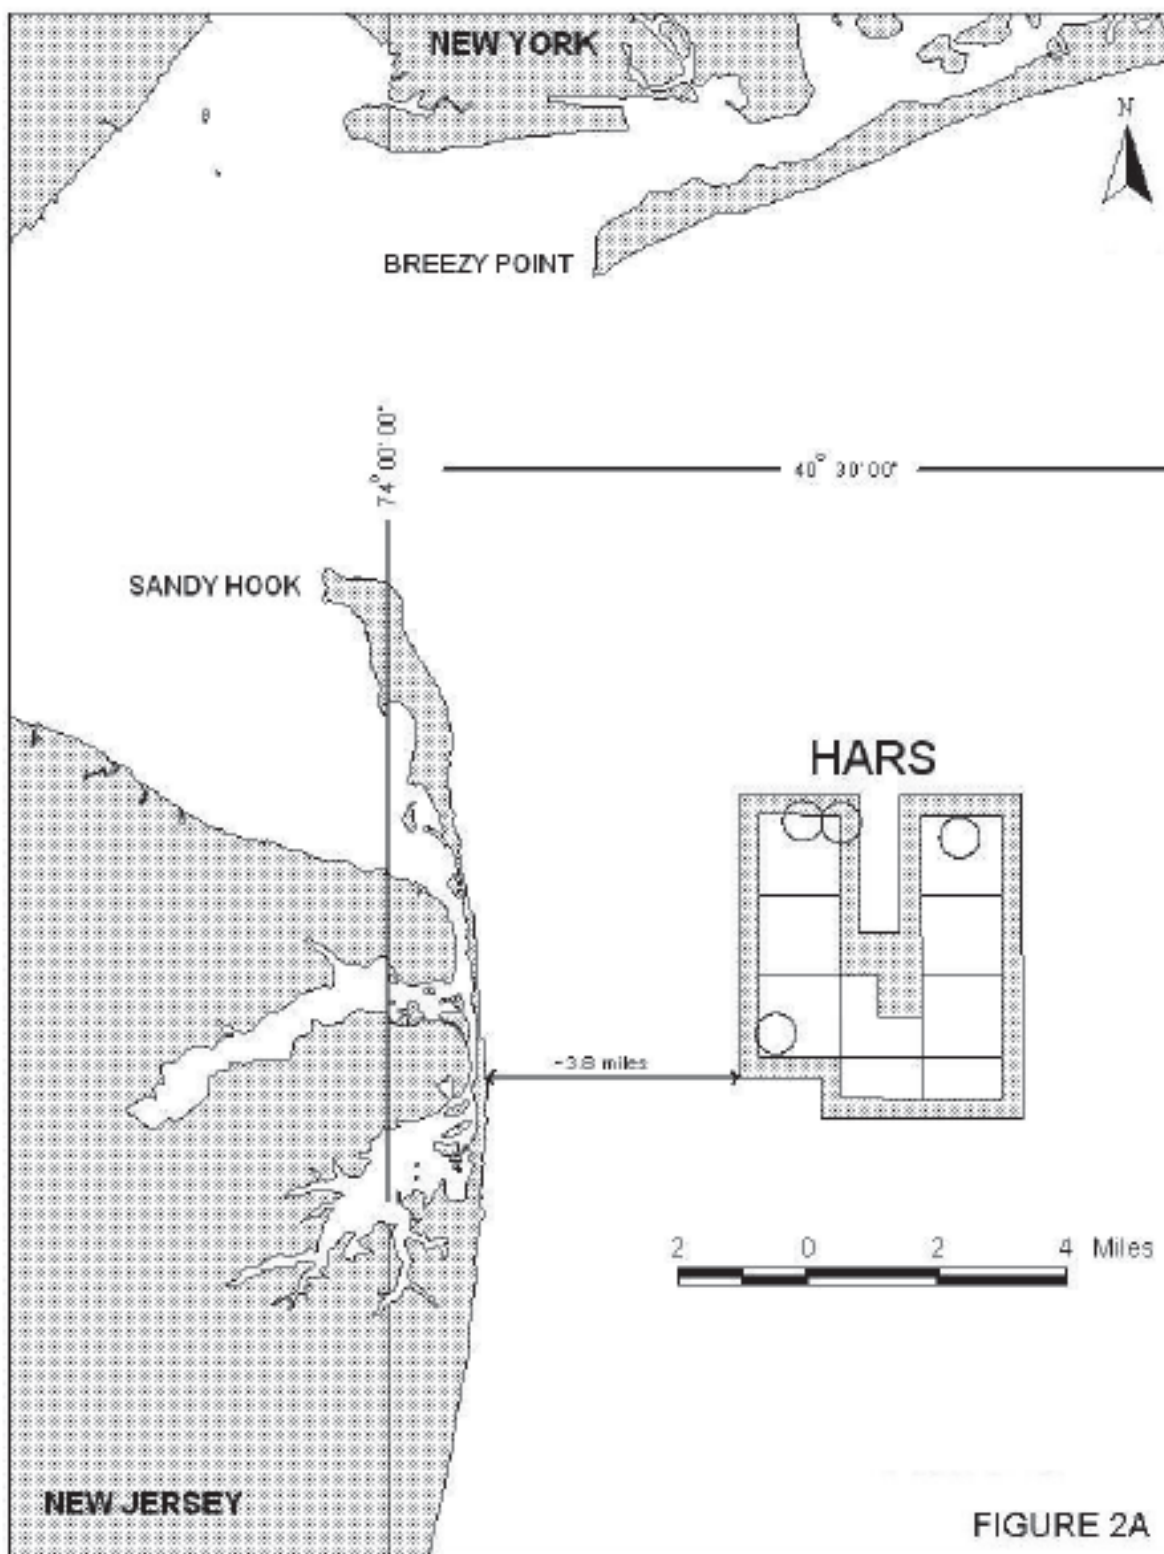 NEW YORK
N
BREEZY POINT
74° 00' 00"
40° 30' 00"
SANDY HOOK
HARS
~3.8 miles
2 0 2 4 Miles
NEW JERSEY
FIGURE 2A